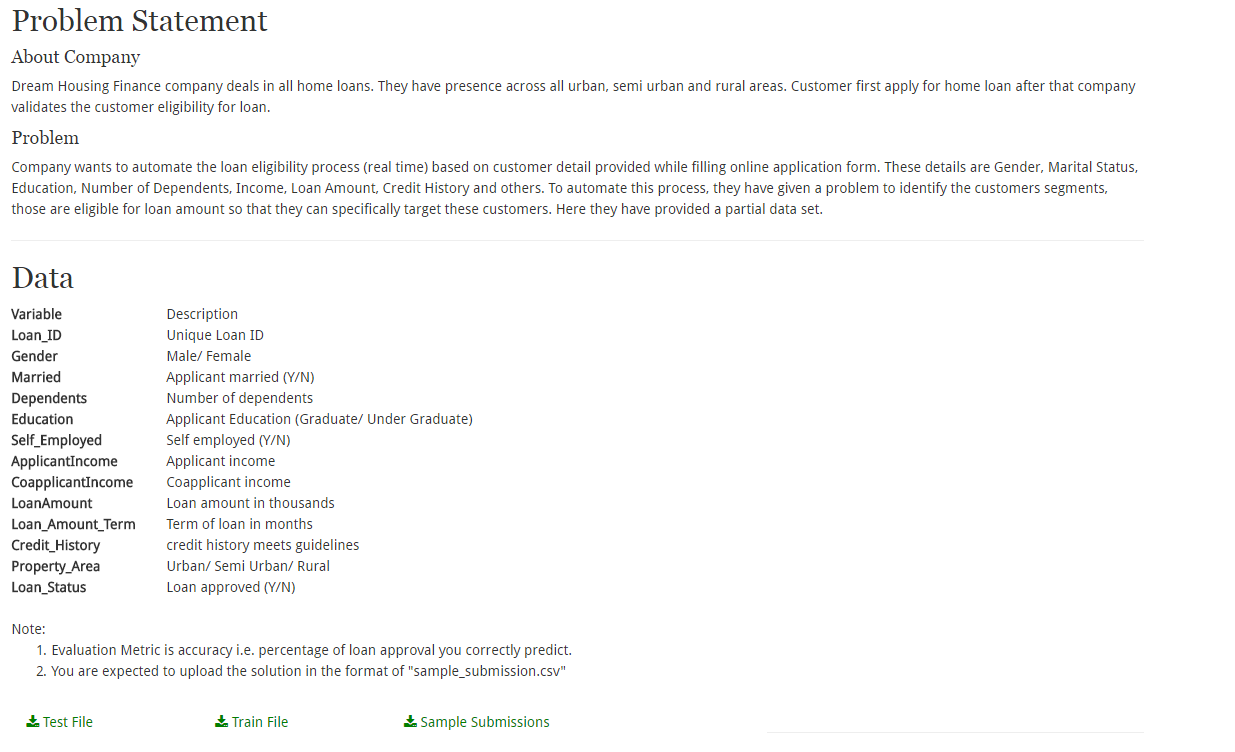 Problem Statement
About Company
Dream Housing Finance company deals in all home loans. They have presence across all urban, semi urban and rural areas. Customer first apply for home loan after that company
validates the customer eligibility for loan.
Problem
Company wants to automate the loan eligibility process (real time) based on customer detail provided while filling online application form. These details are Gender, Marital Status,
Education, Number of Dependents, Income, Loan Amount, Credit History and others. To automate this process, they have given a problem to identify the customers segments,
those are eligible for loan amount so that they can specifically target these customers. Here they have provided a partial data set.
Data
Variable Description
Loan_ID Unique Loan ID
Gender Male/ Female
Married Applicant married (Y/N)
Dependents Number of dependents
Education Applicant Education (Graduate/ Under Graduate)
Self_Employed Self employed (Y/N)
ApplicantIncome Applicant income
CoapplicantIncome Coapplicant income
LoanAmount Loan amount in thousands
Loan_Amount_Term Term of loan in months
Credit_History credit history meets guidelines
Property_Area Urban/ Semi Urban/ Rural
Loan_Status Loan approved (Y/N)
Note:
1. Evaluation Metric is accuracy i.e. percentage of loan approval you correctly predict.
2. You are expected to upload the solution in the format of "sample_submission.csv"
Test File Train File Sample Submissions